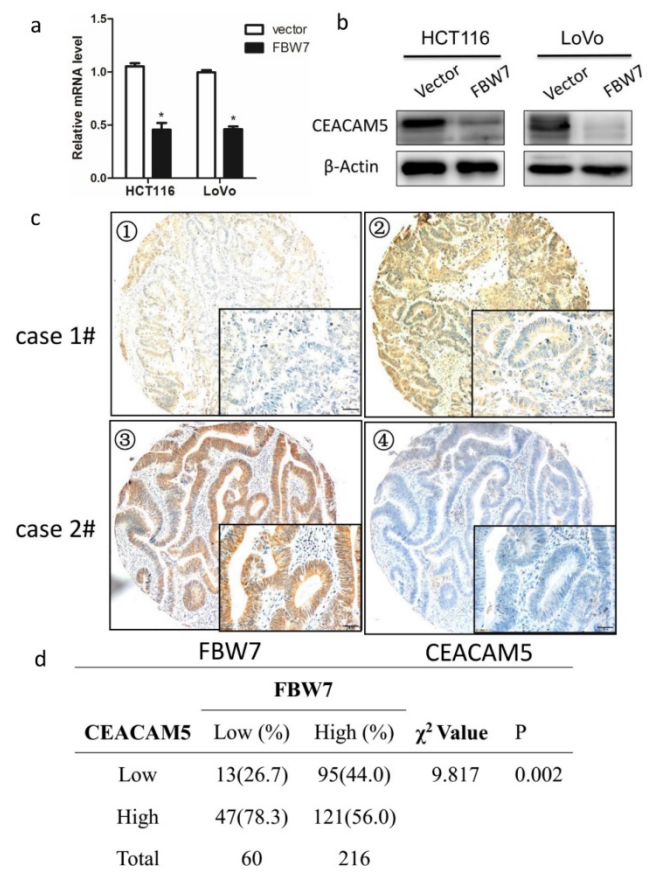 a
Relative mRNA level
1.5
1.0
0.5
0.0
vector
FBW7
*
*
HCT116 LoVo
b
HCT116 LoVo
Vector FBW7 Vector FBW7
CEACAM5
β-Actin
c
case 1#
① ②
case 2#
③ ④
FBW7 CEACAM5
d
FBW7
CEACAM5 Low (%) High (%) χ² Value P
Low 13(26.7) 95(44.0) 9.817 0.002
High 47(78.3) 121(56.0)
Total 60 216